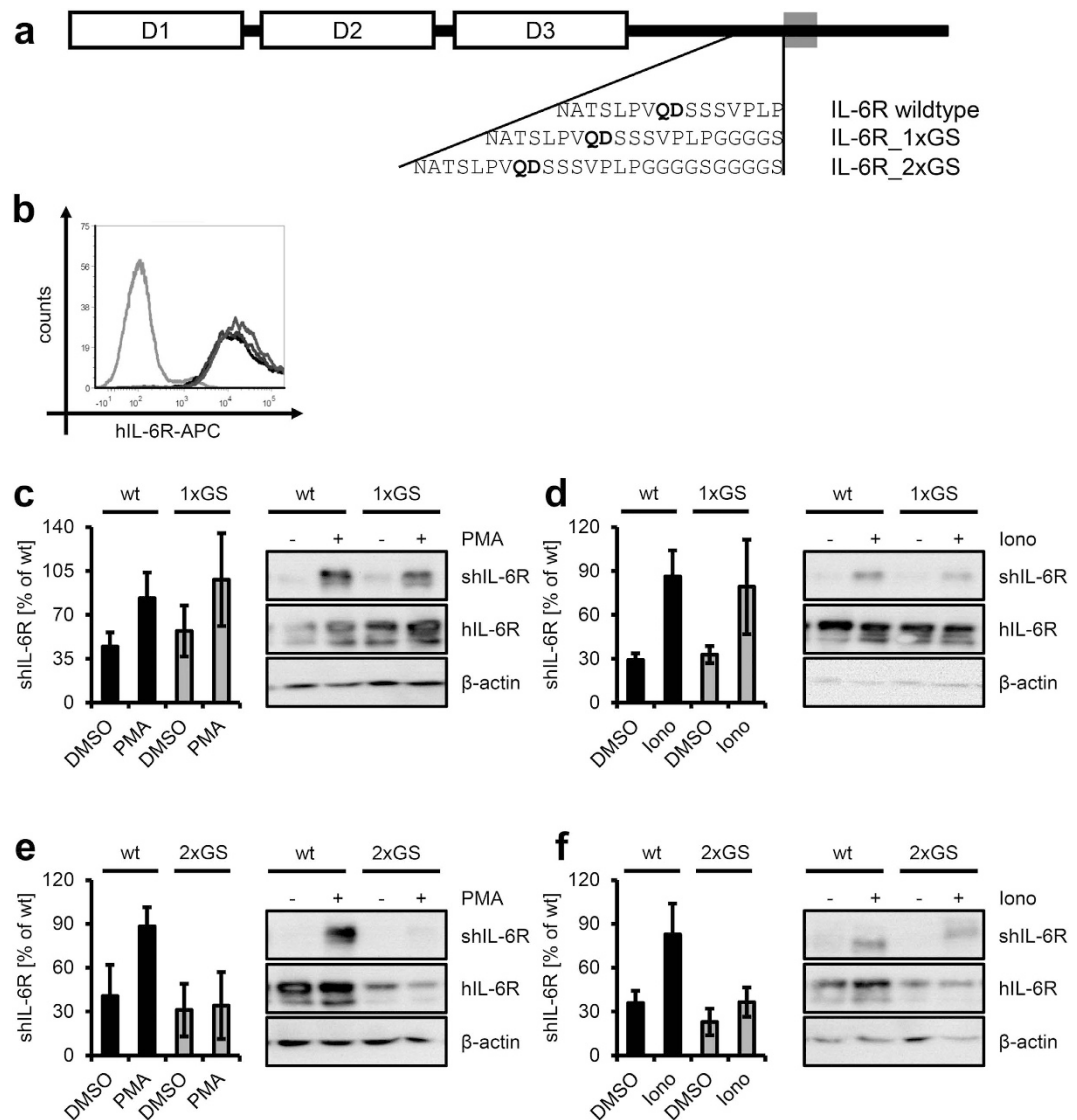 a
D1 D2 D3
NATSLPVQDSSSVPLP IL-6R wildtype
NATSLPVQDSSSVPLPGGGGS IL-6R_1xGS
NATSLPVQDSSSVPLPGGGGSGGGGS IL-6R_2xGS
b
counts
75
56
38
19
0
-10¹ 10² 10³ 10⁴ 10⁵
hIL-6R-APC
c
wt 1xGS wt 1xGS
- + - + PMA
shIL-6R [% of wt]
140
105
70
35
0
DMSO PMA DMSO PMA
shIL-6R
hIL-6R
β-actin
d
wt 1xGS wt 1xGS
- + - + Iono
shIL-6R [% of wt]
120
90
60
30
0
DMSO Iono DMSO Iono
shIL-6R
hIL-6R
β-actin
e
wt 2xGS wt 2xGS
- + - + PMA
shIL-6R [% of wt]
120
90
60
30
0
DMSO PMA DMSO PMA
shIL-6R
hIL-6R
β-actin
f
wt 2xGS wt 2xGS
- + - + Iono
shIL-6R [% of wt]
120
90
60
30
0
DMSO Iono DMSO Iono
shIL-6R
hIL-6R
β-actin